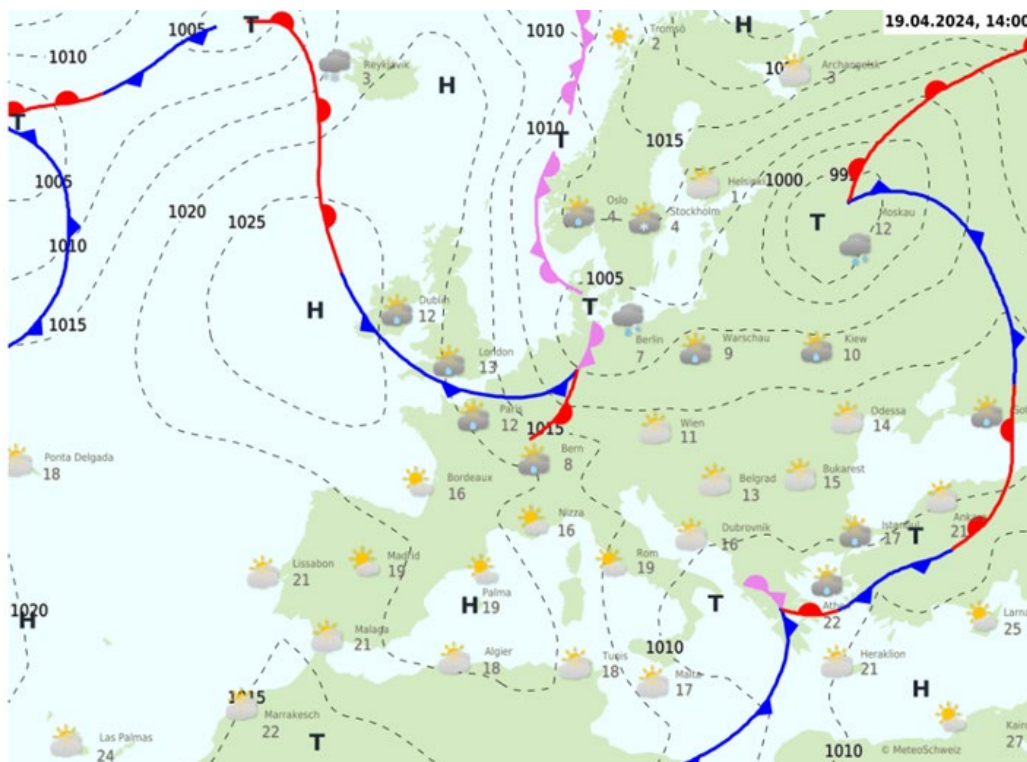 19.04.2024, 14:00
1005
T
1010
H
Tromsö
2
1010
Reykjavik
3
Archangelsk
3
H
T
1010
T
1015
1005
1020
1025
1000
Helsinki
1
Oslo
4
Stockholm
4
T
Moskau
12
1010
1005
1015
H
Dublin
12
T
Berlin
7
Warschau
9
Kiew
10
London
13
Paris
12
1015
Wien
11
Odessa
14
Bern
8
Ponta Delgada
18
Bordeaux
16
Belgrad
13
Bukarest
15
Nizza
16
Dubrovnik
16
Istanbul
17
T
Ankara
21
Lissabon
21
Madrid
19
Rom
19
Palma
19
H
T
Athen
22
1020
H
Malaga
21
1010
Algier
18
Tunis
18
Malta
17
Heraklion
21
25
H
1015
Marrakesch
22
T
Las Palmas
24
1010
© MeteoSchweiz
27